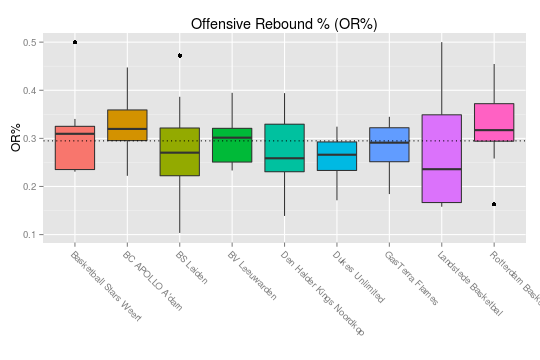 Offensive Rebound % (OR%)
OR%
0.5
0.4
0.3
0.2
0.1
Basketball Stars Weert
BC APOLLO A'dam
BS Leiden
BV Leeuwarden
Den Helder Kings Noordkop
Dukes Unlimited
GasTerra Flames
Landstede Basketbal
Rotterdam Bask